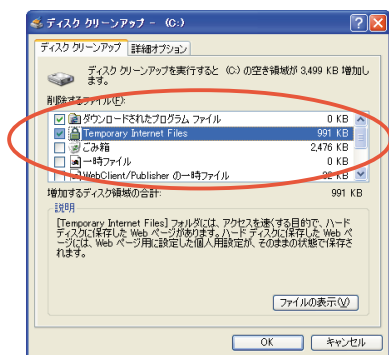 ディスク クリーンアップ - (C:)
ディスク クリーンアップ 詳細オプション
ディスク クリーンアップを実行すると (C:) の空き領域が 3,499 KB 増加し
ます。
削除するファイル(F):
ダウンロードされたプログラム ファイル 0 KB
Temporary Internet Files 991 KB
ごみ箱 2,476 KB
一時ファイル 0 KB
WebClient/Publisher の一時ファイル 32 KB
増加するディスク領域の合計: 991 KB
説明
[Temporary Internet Files] フォルダには、アクセスを速くする目的で、ハード
ディスクに保存した Web ページがあります。ハード ディスクに保存した Web ペ
ージには、Web ページ用に設定した個人用設定が、そのままの状態で保存さ
れます。
ファイルの表示(V)
OK キャンセル